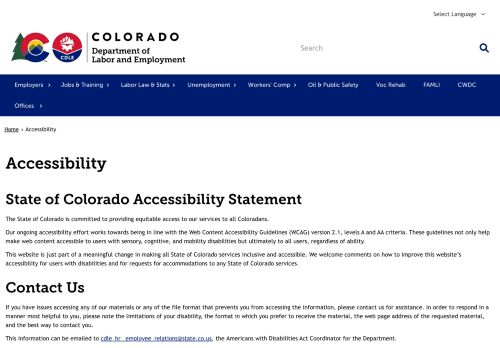 Select Language
COLORADO
Department of
Labor and Employment
CDLE
Search
Employers
Jobs & Training
Labor Law & Stats
Unemployment
Workers' Comp
Oil & Public Safety
Voc Rehab
FAMLI
CWDC
Offices
Home › Accessibility
Accessibility
State of Colorado Accessibility Statement
The State of Colorado is committed to providing equitable access to our services to all Coloradans.
Our ongoing accessibility effort works towards being in line with the Web Content Accessibility Guidelines (WCAG) version 2.1, levels A and AA criteria. These guidelines not only help
make web content accessible to users with sensory, cognitive, and mobility disabilities but ultimately to all users, regardless of ability.
This website is just part of a meaningful change in making all State of Colorado services inclusive and accessible. We welcome comments on how to improve this website's
accessibility for users with disabilities and for requests for accommodations to any State of Colorado services.
Contact Us
If you have issues accessing any of our materials or any of the file format that prevents you from accessing the information, please contact us for assistance. In order to respond in a
manner most helpful to you, please note the limitations of your disability, the format in which you prefer to receive the material, the web page address of the requested material,
and the best way to contact you.
This information can be emailed to cdle_hr_employee_relations@state.co.us, the Americans with Disabilities Act Coordinator for the Department.